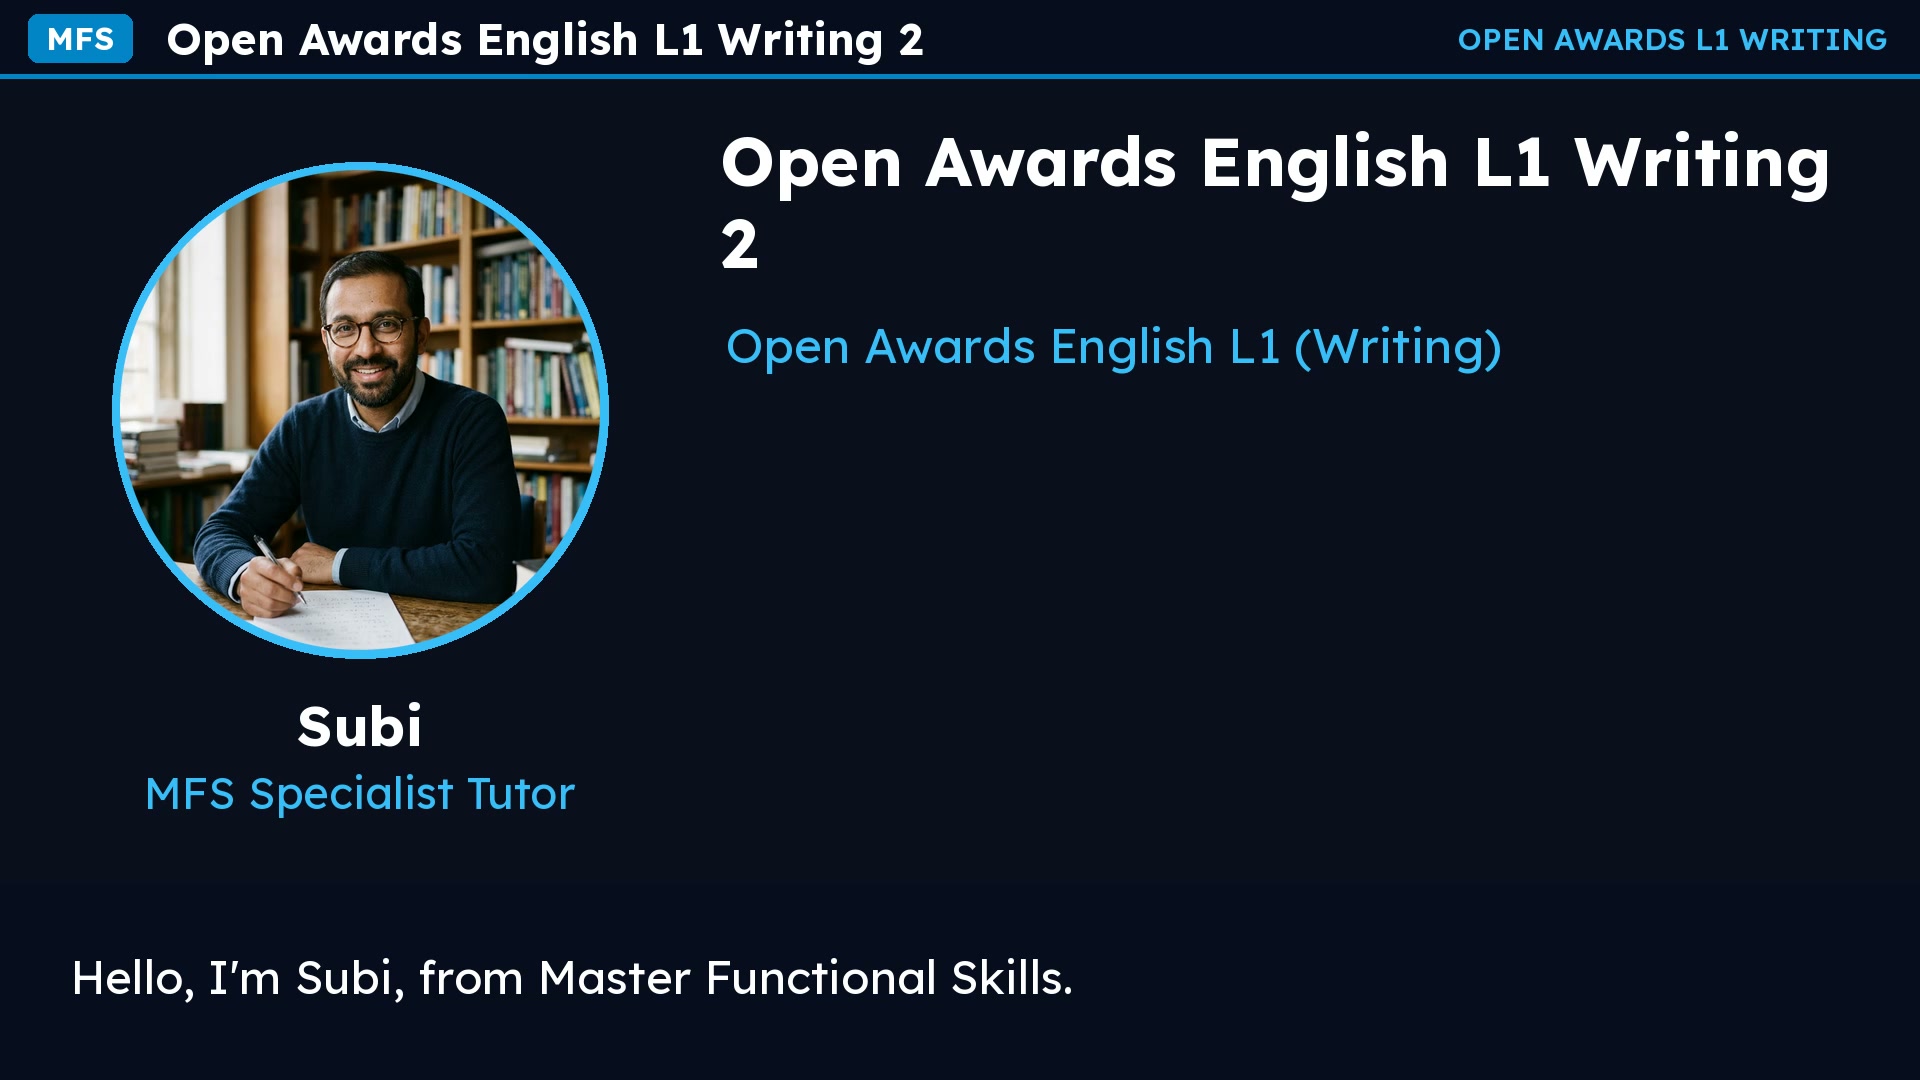 MFS
Open Awards English L1 Writing 2
OPEN AWARDS L1 WRITING
Open Awards English L1 Writing
2
Open Awards English L1 (Writing)
Subi
MFS Specialist Tutor
Hello, I'm Subi, from Master Functional Skills.